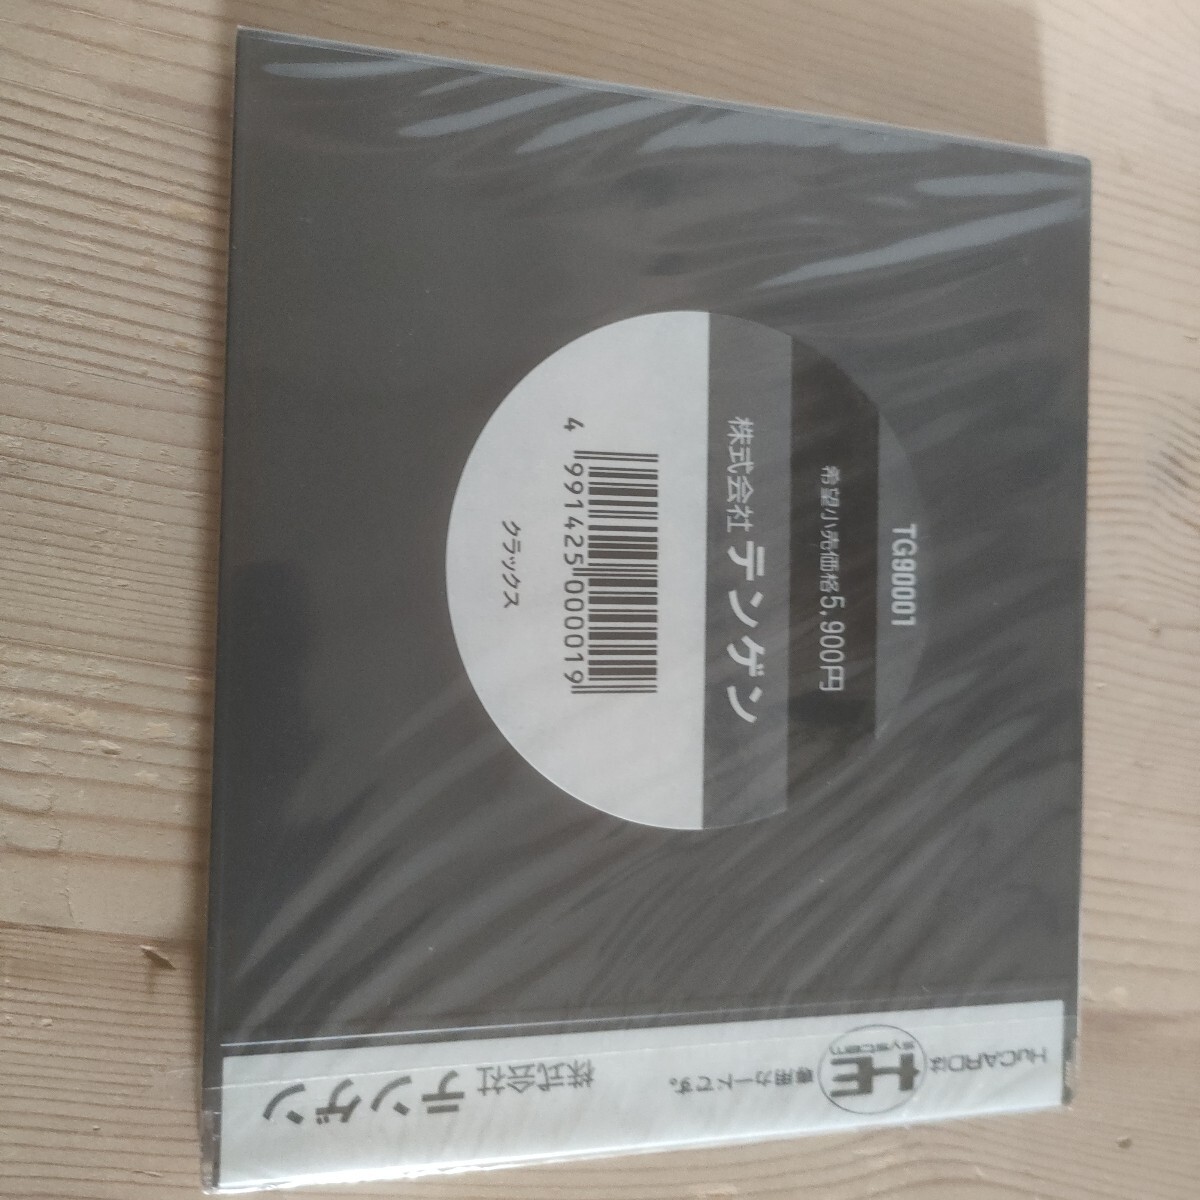 TG90001
希望小売価格5,900円
株式会社 テンゲン
4 991425 000019
クラックス
HuCARDは
専用カードです。
株式会社 テンゲン